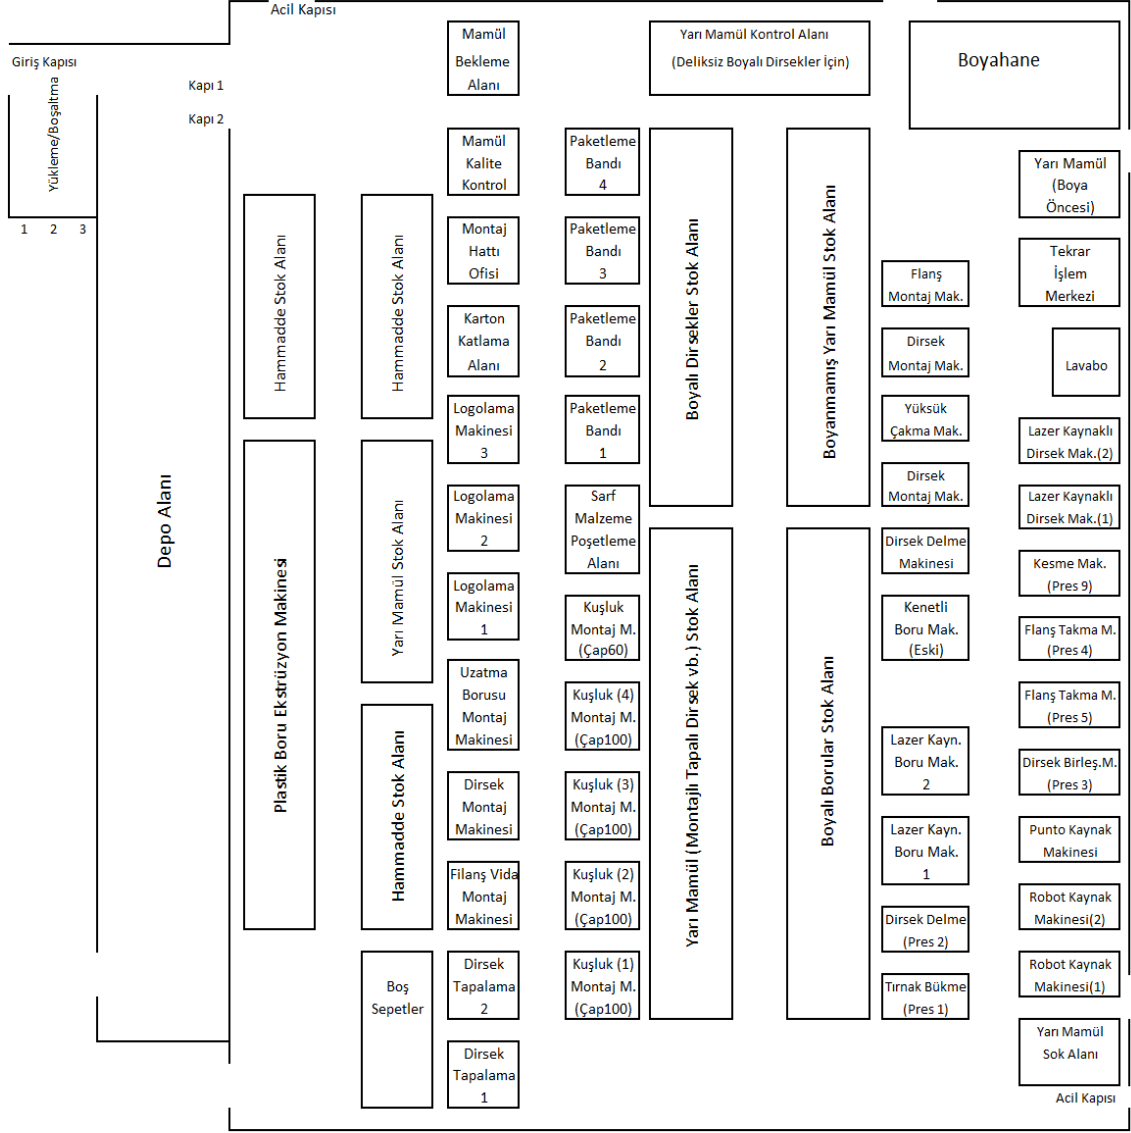 Acil Kapısı
Giriş Kapısı
Yükleme/Boşaltma
1 2 3
Kapı 1
Kapı 2
Depo Alanı
Hammadde Stok Alanı
Plastik Boru Ekstrüzyon Makinesi
Hammadde Stok Alanı
Yarı Mamül Stok Alanı
Hammadde Stok Alanı
Boş
Sepetler
Mamül
Bekleme
Alanı
Mamül
Kalite
Kontrol
Montaj
Hattı
Ofisi
Karton
Katlama
Alanı
Logolama
Makinesi
3
Logolama
Makinesi
2
Logolama
Makinesi
1
Uzatma
Borusu
Montaj
Makinesi
Dirsek
Montaj
Makinesi
Filanş Vida
Montaj
Makinesi
Dirsek
Tapalama
2
Dirsek
Tapalama
1
Paketleme
Bandı
4
Paketleme
Bandı
3
Paketleme
Bandı
2
Paketleme
Bandı
1
Sarf
Malzeme
Poşetleme
Alanı
Kuşluk
Montaj M.
(Çap60)
Kuşluk (4)
Montaj M.
(Çap100)
Kuşluk (3)
Montaj M.
(Çap100)
Kuşluk (2)
Montaj M.
(Çap100)
Kuşluk (1)
Montaj M.
(Çap100)
Yarı Mamül Kontrol Alanı
(Deliksiz Boyalı Dirsekler İçin)
Boyalı Dirsekler Stok Alanı
Yarı Mamül (Montajlı Tapalı Dirsek vb.) Stok Alanı
Boyanmamış Yarı Mamül Stok Alanı
Boyalı Borular Stok Alanı
Boyahane
Flanş
Montaj Mak.
Dirsek
Montaj Mak.
Yüksük
Çakma Mak.
Dirsek
Montaj Mak.
Dirsek Delme
Makinesi
Kenetli
Boru Mak.
(Eski)
Lazer Kayn.
Boru Mak.
2
Lazer Kayn.
Boru Mak.
1
Dirsek Delme
(Pres 2)
Tırnak Bükme
(Pres 1)
Yarı Mamül
(Boya
Öncesi)
Tekrar
İşlem
Merkezi
Lavabo
Lazer Kaynaklı
Dirsek Mak.(2)
Lazer Kaynaklı
Dirsek Mak.(1)
Kesme Mak.
(Pres 9)
Flanş Takma M.
(Pres 4)
Flanş Takma M.
(Pres 5)
Dirsek Birleş.M.
(Pres 3)
Punto Kaynak
Makinesi
Robot Kaynak
Makinesi(2)
Robot Kaynak
Makinesi(1)
Yarı Mamül
Sok Alanı
Acil Kapısı